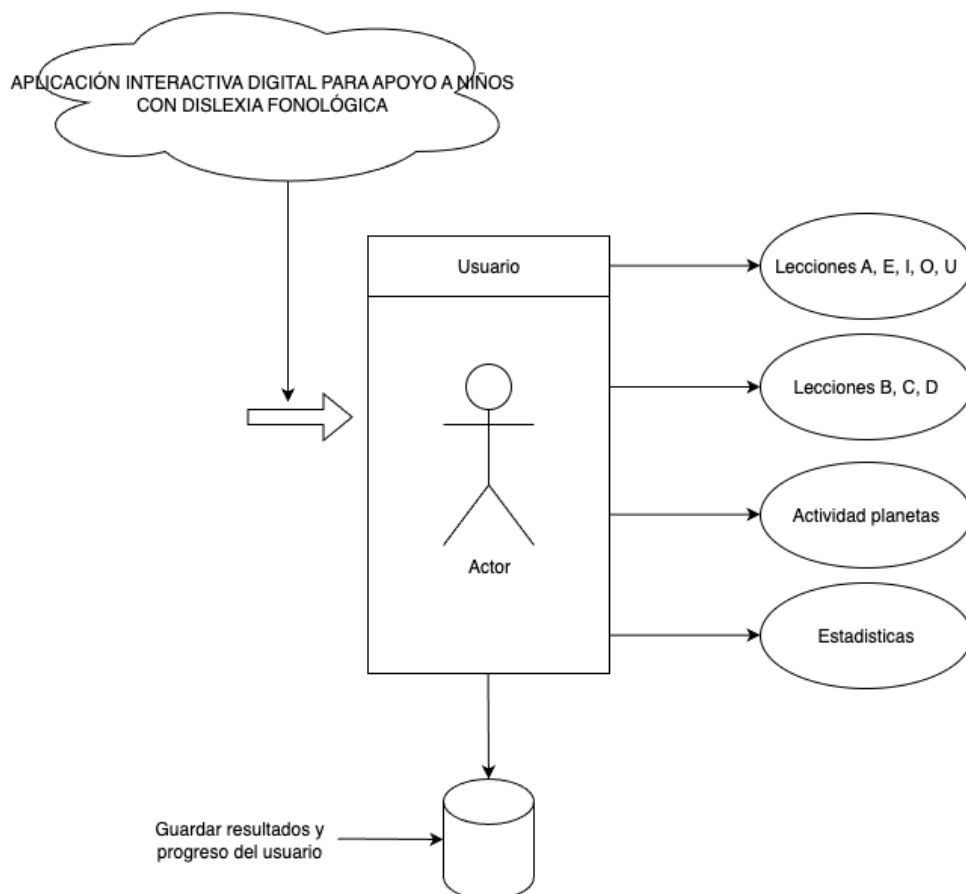 APLICACIÓN INTERACTIVA DIGITAL PARA APOYO A NIÑOS
CON DISLEXIA FONOLÓGICA
Usuario
Lecciones A, E, I, O, U
Lecciones B, C, D
Actividad planetas
Actor
Estadisticas
Guardar resultados y
progreso del usuario